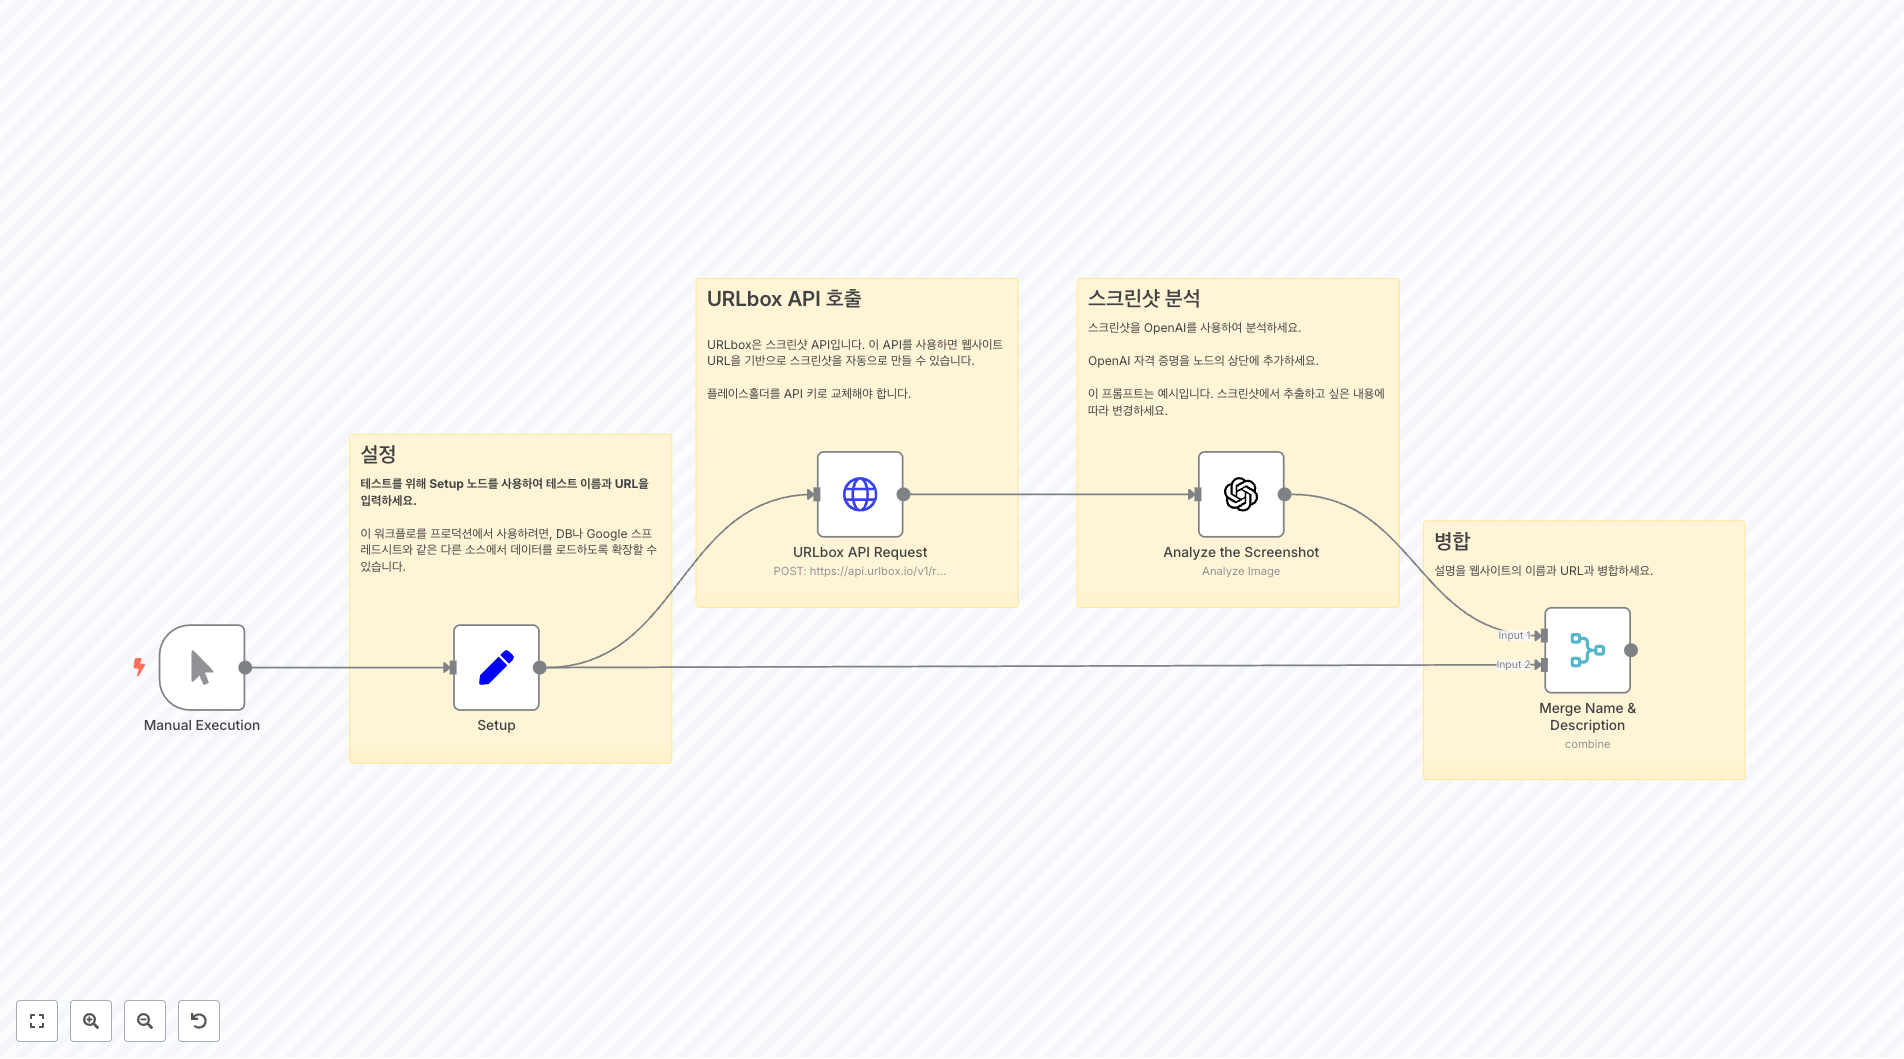 URLbox API 호출
URLbox은 스크린샷 API입니다. 이 API를 사용하면 웹사이트
URL을 기반으로 스크린샷을 자동으로 만들 수 있습니다.
플레이스홀더를 API 키로 교체해야 합니다.
URLbox API Request
POST: https://api.urlbox.io/v1/r...
스크린샷 분석
스크린샷을 OpenAI를 사용하여 분석하세요.
OpenAI 자격 증명을 노드의 상단에 추가하세요.
이 프롬프트는 예시입니다. 스크린샷에서 추출하고 싶은 내용에
따라 변경하세요.
Analyze the Screenshot
Analyze Image
설정
테스트를 위해 Setup 노드를 사용하여 테스트 이름과 URL을
입력하세요.
이 워크플로를 프로덕션에서 사용하려면, DB나 Google 스프
레드시트와 같은 다른 소스에서 데이터를 로드하도록 확장할 수
있습니다.
Manual Execution
Setup
병합
설명을 웹사이트의 이름과 URL과 병합하세요.
Input 1
Input 2
Merge Name &
Description
combine